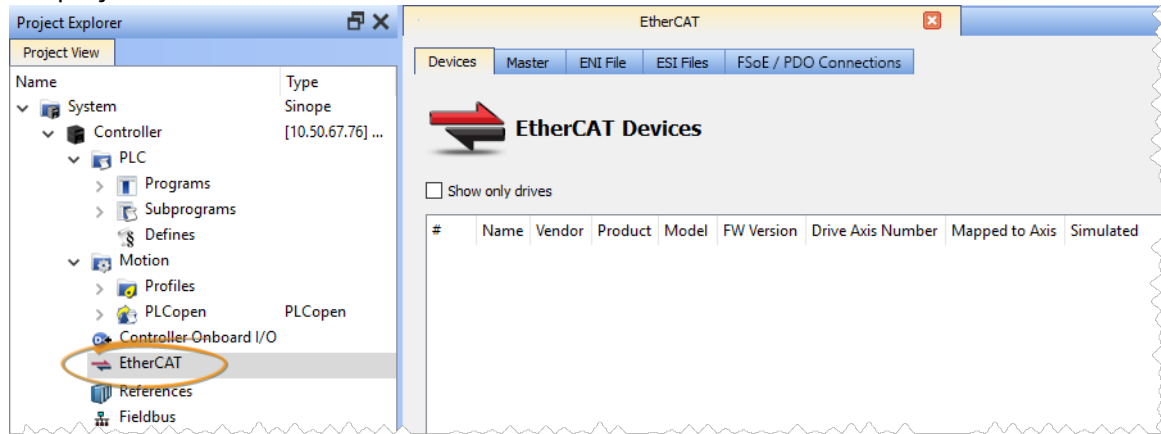 Project Explorer
Project View
Name Type
System Sinope
Controller [10.50.67.76] ...
PLC
Programs
Subprograms
Defines
Motion
Profiles
PLCopen PLCopen
Controller Onboard I/O
EtherCAT
References
Fieldbus
EtherCAT
Devices Master ENI File ESI Files FSoE / PDO Connections
EtherCAT Devices
Show only drives
# Name Vendor Product Model FW Version Drive Axis Number Mapped to Axis Simulated